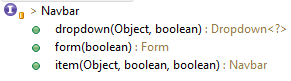 > Navbar
dropdown(Object, boolean) : Dropdown<?>
form(boolean) : Form
item(Object, boolean, boolean) : Navbar